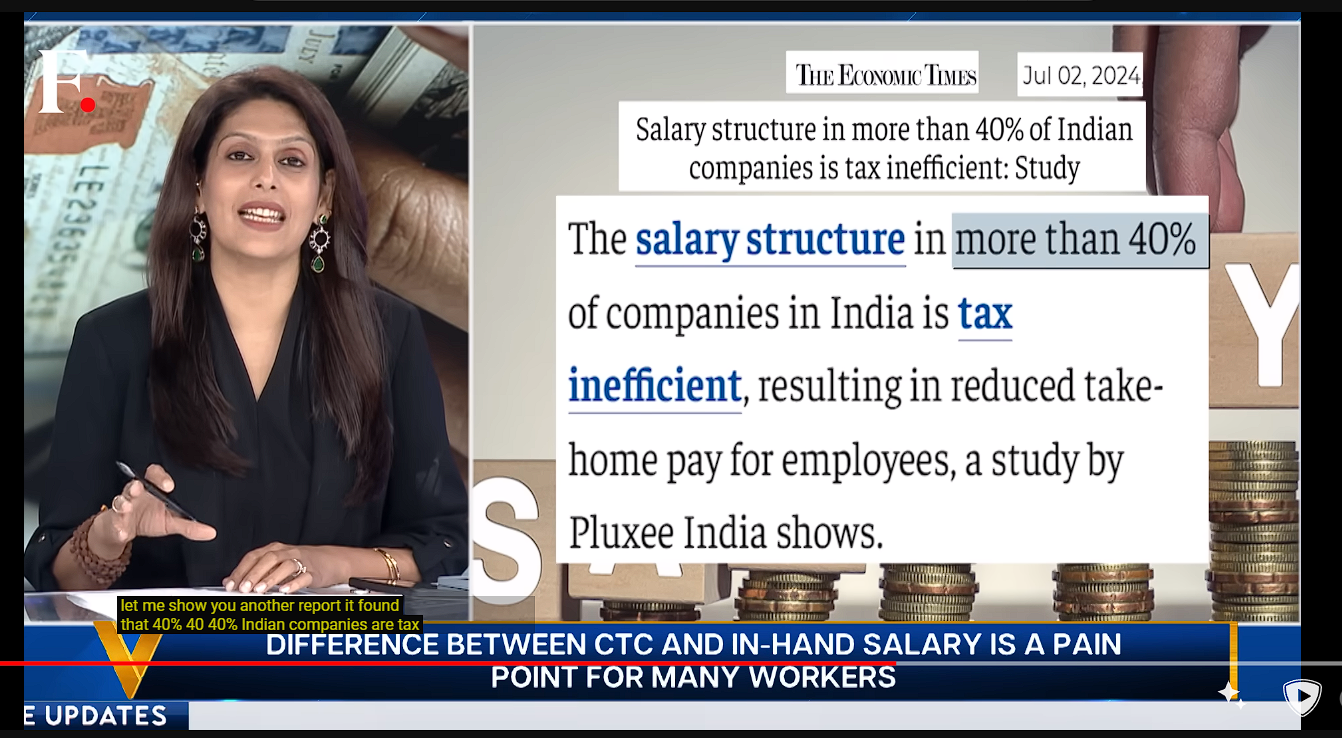 F.
THE ECONOMIC TIMES
Jul 02, 2024
Salary structure in more than 40% of Indian
companies is tax inefficient: Study
The salary structure in more than 40%
of companies in India is tax
inefficient, resulting in reduced take-
home pay for employees, a study by
Pluxee India shows.
Y
S
A
let me show you another report it found
that 40% 40 40% Indian companies are tax
V
DIFFERENCE BETWEEN CTC AND IN-HAND SALARY IS A PAIN
POINT FOR MANY WORKERS
E UPDATES